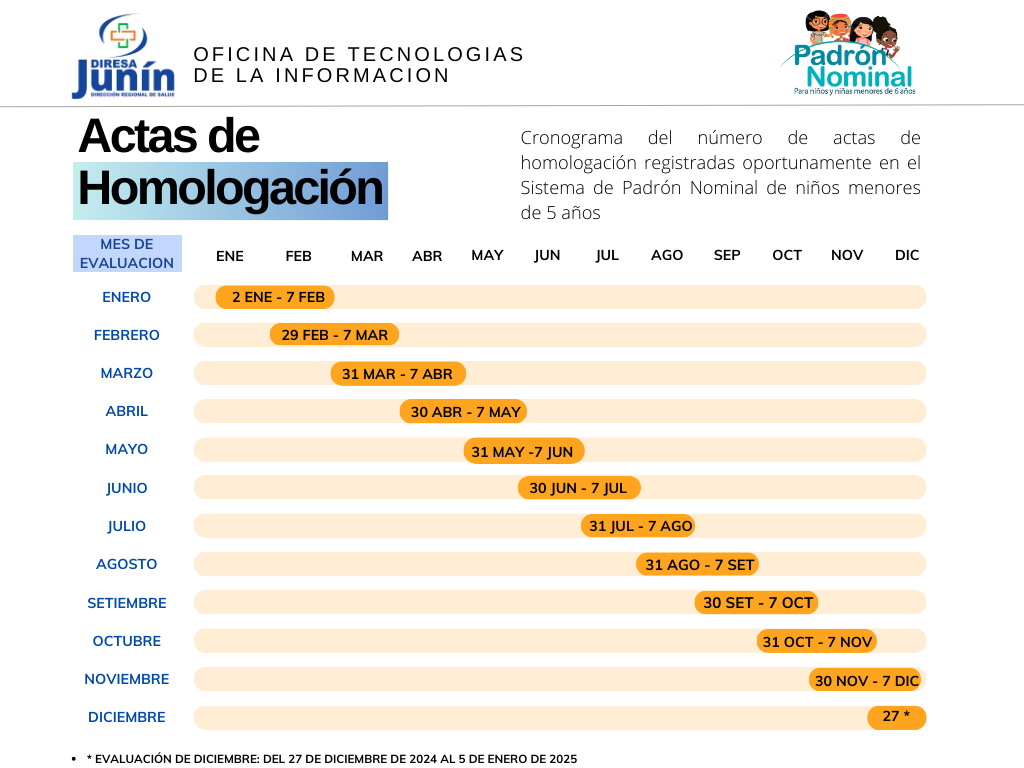 DIRESA
Junín
DIRECCIÓN REGIONAL DE SALUD
OFICINA DE TECNOLOGIAS
DE LA INFORMACION
Padrón
Nominal
Para niños y niñas menores de 6 años
Actas de
Homologación
Cronograma del número de actas de
homologación registradas oportunamente en el
Sistema de Padrón Nominal de niños menores
de 5 años
MES DE
EVALUACION
ENE FEB MAR ABR MAY JUN JUL AGO SEP OCT NOV DIC
ENERO 2 ENE - 7 FEB
FEBRERO 29 FEB - 7 MAR
MARZO 31 MAR - 7 ABR
ABRIL 30 ABR - 7 MAY
MAYO 31 MAY -7 JUN
JUNIO 30 JUN - 7 JUL
JULIO 31 JUL - 7 AGO
AGOSTO 31 AGO - 7 SET
SETIEMBRE 30 SET - 7 OCT
OCTUBRE 31 OCT - 7 NOV
NOVIEMBRE 30 NOV - 7 DIC
DICIEMBRE 27 *
• * EVALUACIÓN DE DICIEMBRE: DEL 27 DE DICIEMBRE DE 2024 AL 5 DE ENERO DE 2025